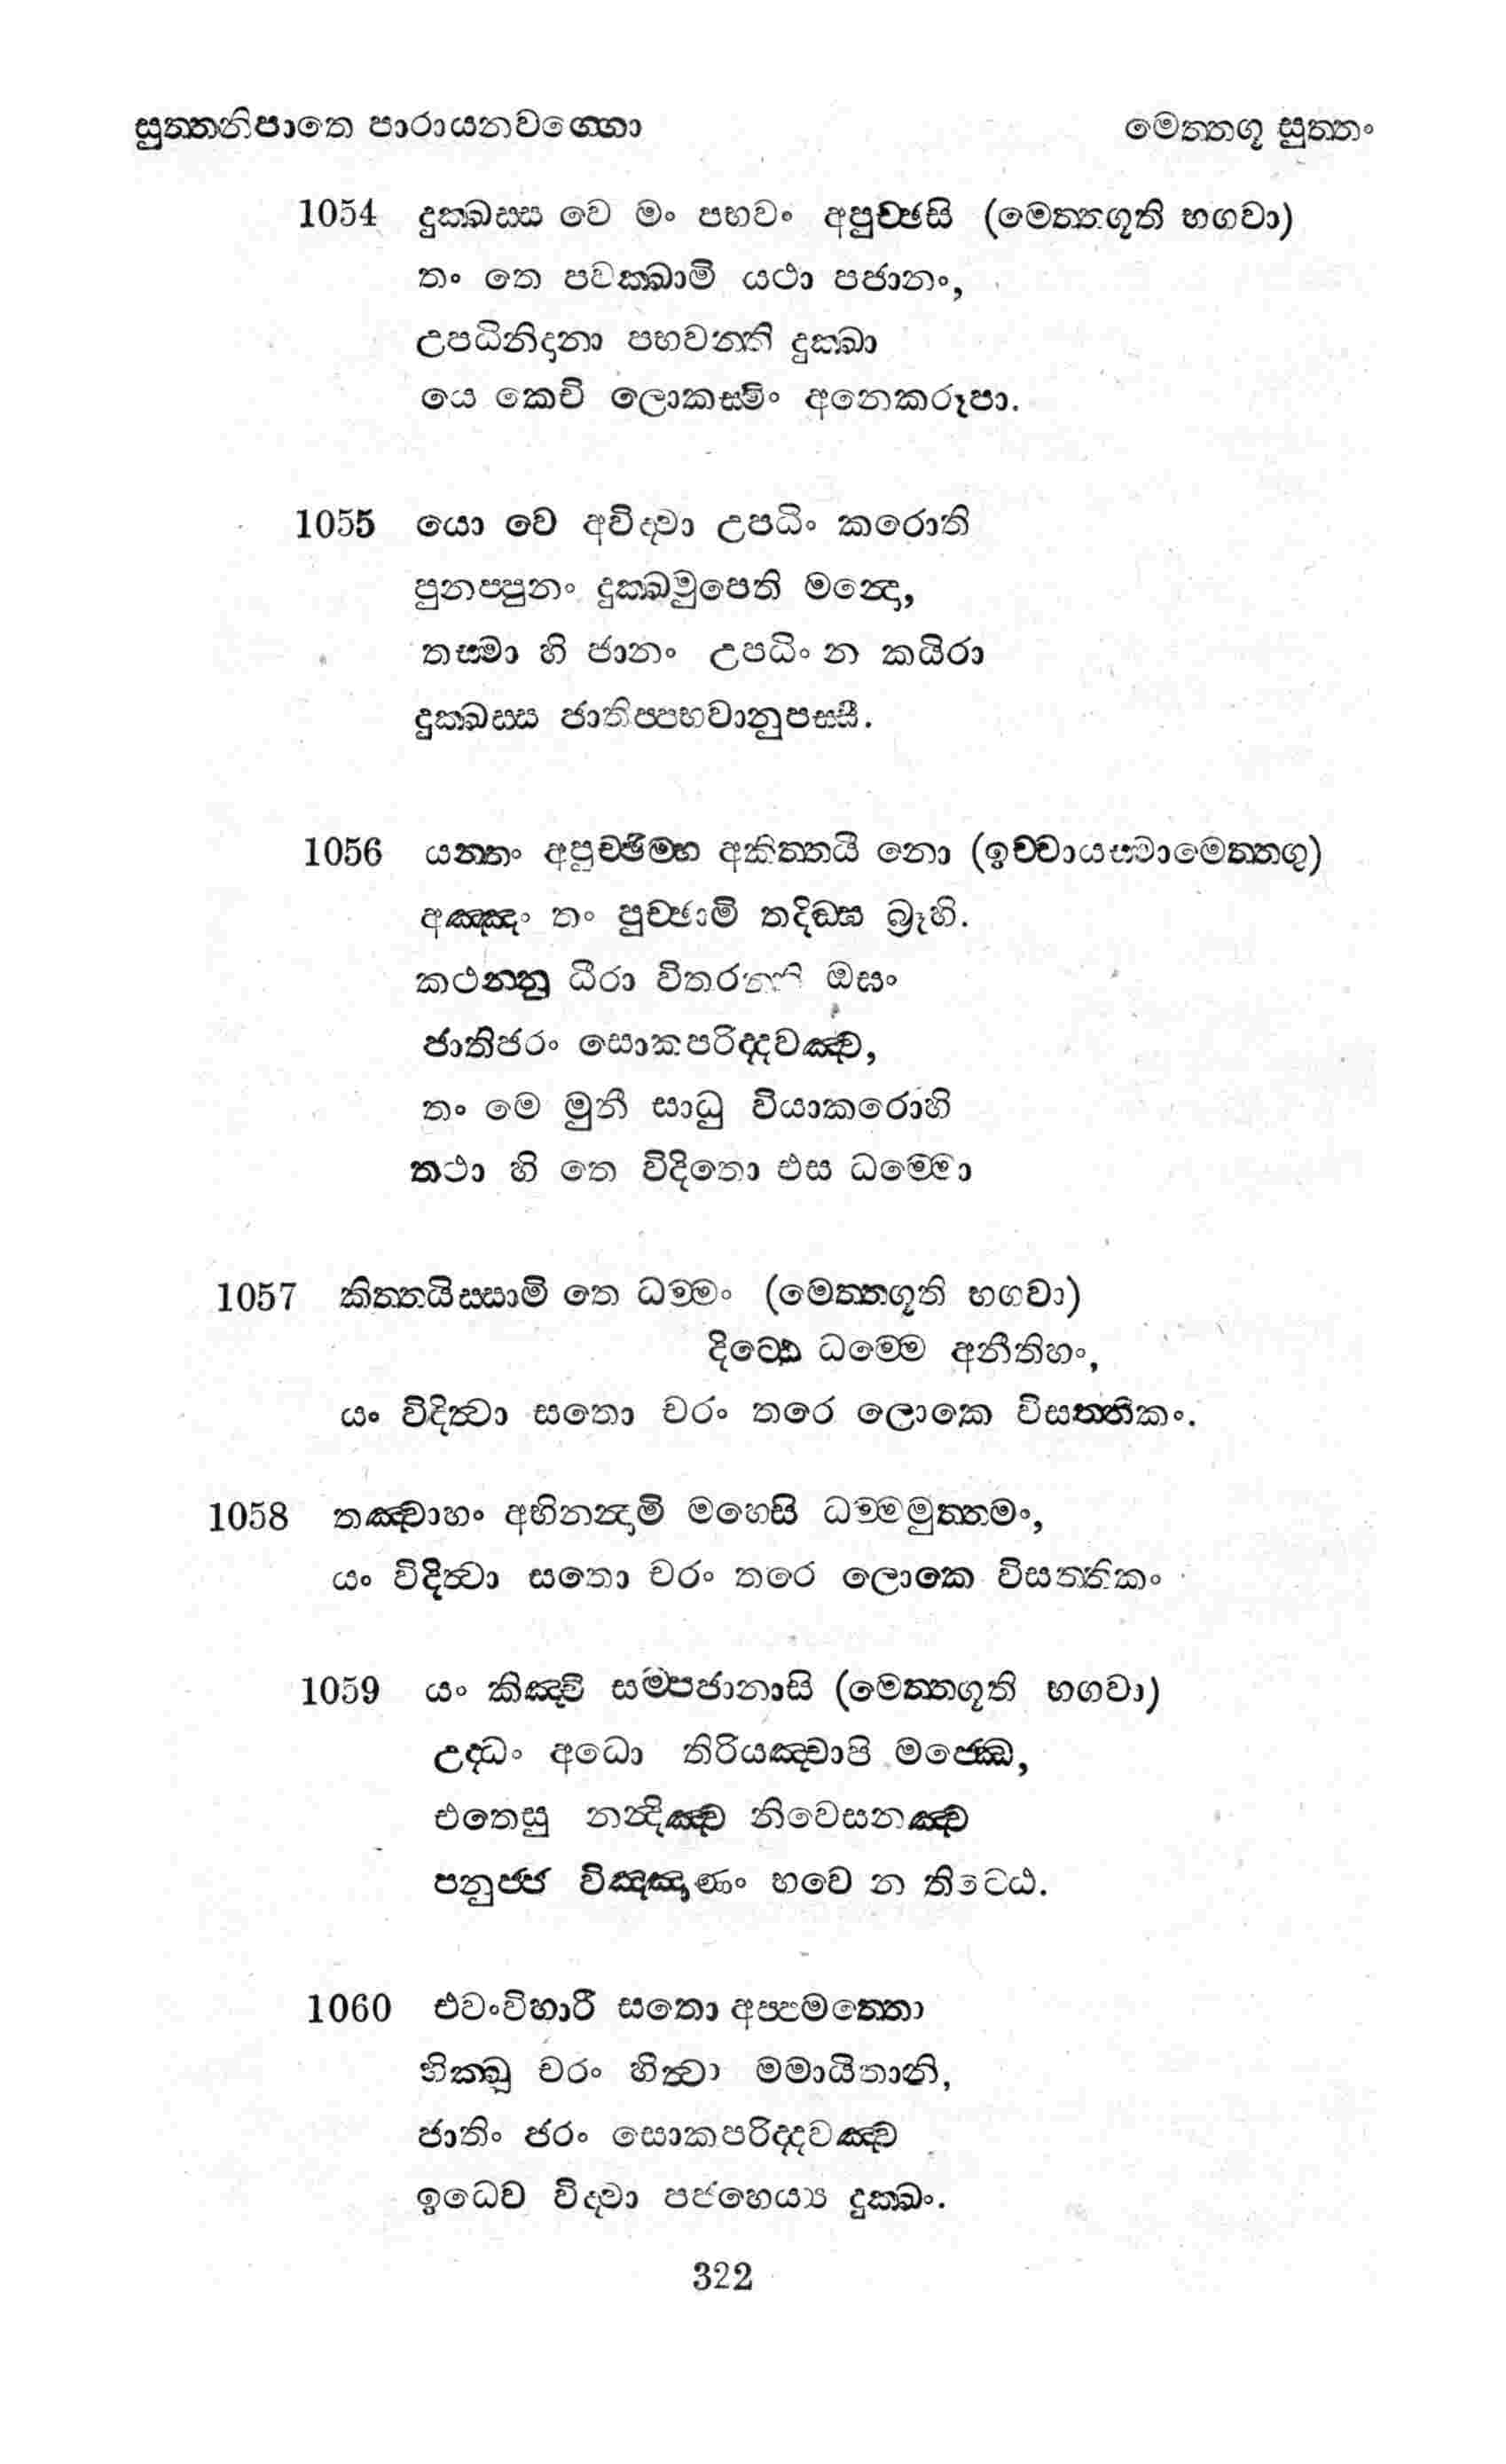 සුත්තනිපාතෙ පාරායනවග්ගො
මෙත්තගූ සුත්තං
1054 දුක්ඛස්ස වෙ මං පභවං අපුච්ඡසි (මෙත්තගූති භගවා)
තං තෙ පවක්ඛාමි යථා පජානං,
උපධිනිදානා පභවන්ති දුක්ඛා
යෙ කෙචි ලොකස්මිං අනෙකරූපා.
1055 යො වෙ අවිද්වා උපධිං කරොති
පුනප්පුනං දුක්ඛමුපෙති මන්දො,
තස්මා හි ජානං උපධිං න කයිරා
දුක්ඛස්ස ජාතිප්පභවානුපස්සී.
1056 යන්තං අපුච්ඡිම්භ අකිත්තයී නො (ඉච්චායස්මාමෙත්තගු)
අඤ්ඤං තං පුච්ඡාමි තදිඞ්ඝ බ්‍රූහි.
කථන්නු ධීරා විතරන්ති ඔඝං
ජාතිජරං සොකපරිද්දවඤ්ච,
තං මෙ මුනී සාධු වියාකරොහි
තථා හි තෙ විදිතො එස ධම්මො
1057 කිත්තයිස්සාමි තෙ ධම්මං (මෙත්තගූති භගවා)
දිට්ඨෙ ධම්මෙ අනීතිහං,
යං විදිත්වා සතො චරං තරෙ ලොකෙ විසත්තිකං.
1058 තඤ්චාහං අභිනන්දාමි මහෙසි ධම්මමුත්තමං,
යං විදිත්වා සතො චරං තරෙ ලොකෙ විසත්තිකං
1059 යං කිඤ්චි සම්පජානාසි (මෙත්තගූති භගවා)
උද්ධං අධො තිරියඤ්චාපි මජ්ඣෙ,
එතෙසු නන්දිඤ්ච නිවෙසනඤ්ච
පනුජ්ජ විඤ්ඤාණං භවෙ න තිට්ඨෙ.
1060 එවංවිහාරී සතො අප්පමත්තො
භික්ඛු චරං හිත්වා මමායිතානි,
ජාතිං ජරං සොකපරිද්දවඤ්ච
ඉධෙව විද්වා පජහෙය්‍ය දුක්ඛං.
322